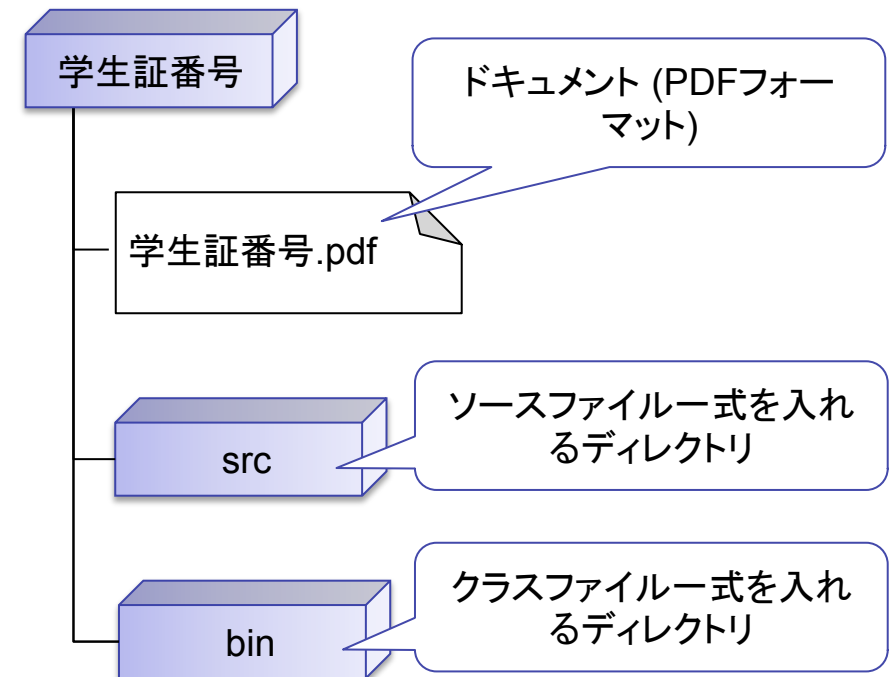 学生証番号
ドキュメント (PDFフォー
マット)
学生証番号.pdf
ソースファイル一式を入れ
るディレクトリ
src
クラスファイル一式を入れ
るディレクトリ
bin